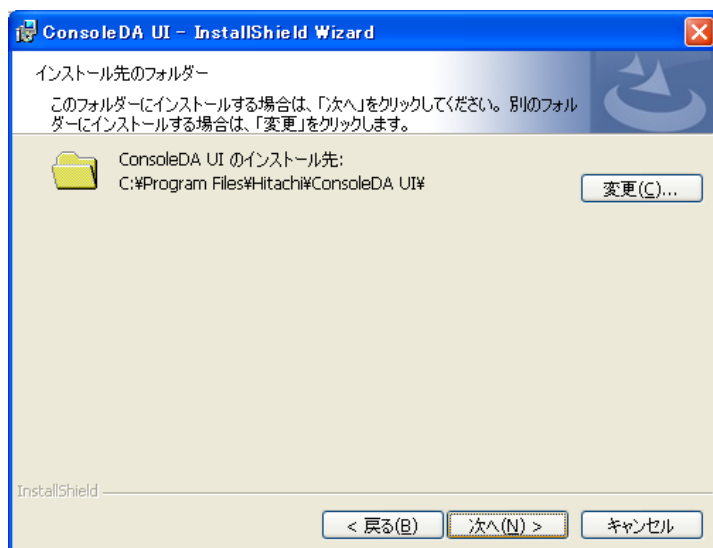 ConsoleDA UI - InstallShield Wizard
インストール先のフォルダー
このフォルダーにインストールする場合は、「次へ」をクリックしてください。別のフォル
ダーにインストールする場合は、「変更」をクリックします。
ConsoleDA UI のインストール先:
C:¥Program Files¥Hitachi¥ConsoleDA UI¥
変更(C)...
InstallShield
< 戻る(B)
次へ(N) >
キャンセル